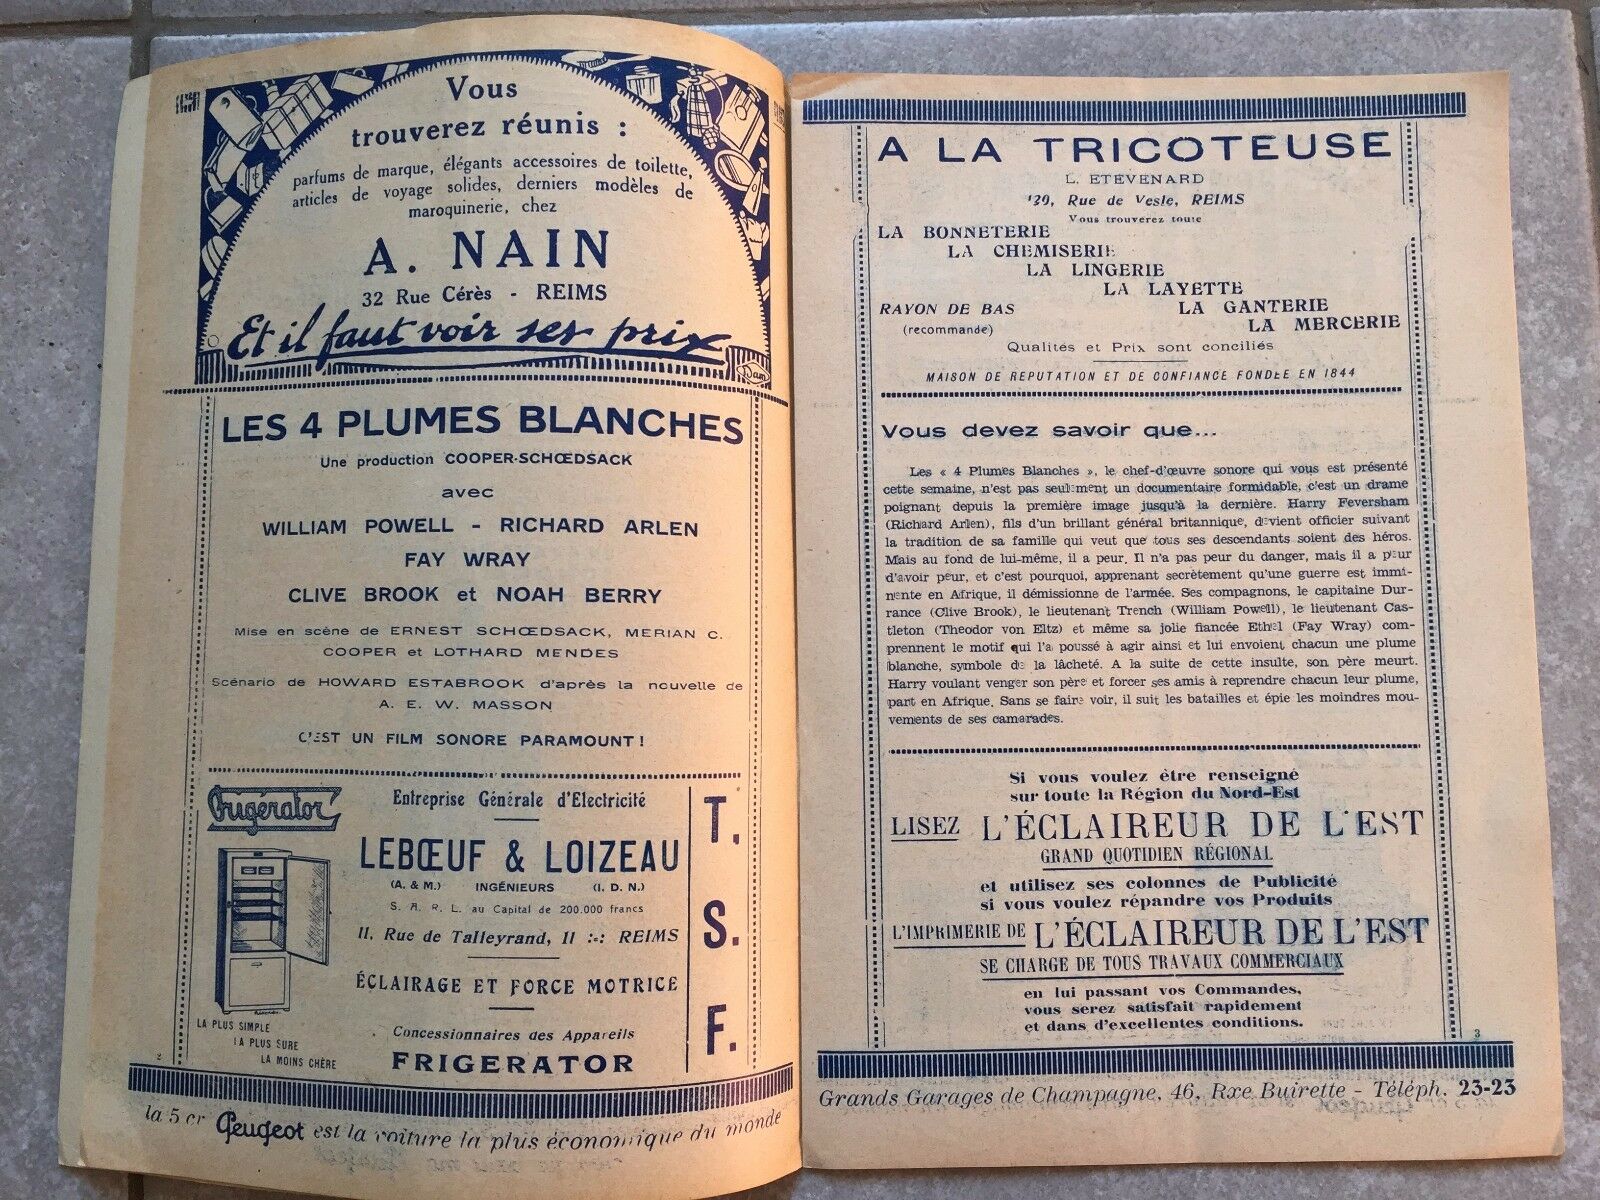 Vous
trouverez réunis :
parfums de marque, élégants accessoires de toilette,
articles de voyage solides, derniers modèles de
maroquinerie, chez
A. NAIN
32 Rue Cérès - REIMS
Et il faut voir ses prix
Dam
LES 4 PLUMES BLANCHES
Une production COOPER-SCHŒDSACK
avec
WILLIAM POWELL - RICHARD ARLEN
FAY WRAY
CLIVE BROOK et NOAH BERRY
Mise en scène de ERNEST SCHŒDSACK, MERIAN C.
COOPER et LOTHARD MENDES
Scénario de HOWARD ESTABROOK d'après la nouvelle de
A. E. W. MASSON
C'EST UN FILM SONORE PARAMOUNT !
Frigérator
LA PLUS SIMPLE
LA PLUS SURE
LA MOINS CHÈRE
Entreprise Générale d'Electricité
LEBŒUF & LOIZEAU
(A. & M.) INGÉNIEURS (I. D. N.)
S. A. R. L. au Capital de 200.000 francs
11, Rue de Talleyrand, 11 :-: REIMS
ÉCLAIRAGE ET FORCE MOTRICE
Concessionnaires des Appareils
FRIGERATOR
T.
S.
F.
2
la 5 cv Peugeot est la voiture la plus économique du monde
A LA TRICOTEUSE
L. ETEVENARD
139, Rue de Vesle, REIMS
Vous trouverez toute
LA BONNETERIE
LA CHEMISERIE
LA LINGERIE
LA LAYETTE
RAYON DE BAS LA GANTERIE
(recommande) LA MERCERIE
Qualités et Prix sont conciliés
MAISON DE REPUTATION ET DE CONFIANCE FONDÉE EN 1844
Vous devez savoir que...
Les « 4 Plumes Blanches », le chef-d'œuvre sonore qui vous est présenté
cette semaine, n'est pas seulement un documentaire formidable, c'est un drame
poignant depuis la première image jusqu'à la dernière. Harry Feversham
(Richard Arlen), fils d'un brillant général britannique, devient officier suivant
la tradition de sa famille qui veut que tous ses descendants soient des héros.
Mais au fond de lui-même, il a peur. Il n'a pas peur du danger, mais il a peur
d'avoir peur, et c'est pourquoi, apprenant secrètement qu'une guerre est immi-
nente en Afrique, il démissionne de l'armée. Ses compagnons, le capitaine Dur-
rance (Clive Brook), le lieutenant Trench (William Powell), le lieutenant Cas-
tleton (Theodor von Eltz) et même sa jolie fiancée Ethel (Fay Wray) com-
prennent le motif qui l'a poussé à agir ainsi et lui envoient chacun une plume
blanche, symbole de la lâcheté. A la suite de cette insulte, son père meurt.
Harry voulant venger son père et forcer ses amis à reprendre chacun leur plume,
part en Afrique. Sans se faire voir, il suit les batailles et épie les moindres mou-
vements de ses camarades.
Si vous voulez être renseigné
sur toute la Région du Nord-Est
LISEZ L'ÉCLAIREUR DE L'EST
GRAND QUOTIDIEN RÉGIONAL
et utilisez ses colonnes de Publicité
si vous voulez répandre vos Produits
L'IMPRIMERIE DE L'ÉCLAIREUR DE L'EST
SE CHARGE DE TOUS TRAVAUX COMMERCIAUX
en lui passant vos Commandes,
vous serez satisfait rapidement
et dans d'excellentes conditions.
3
Grands Garages de Champagne, 46, Rxe Buirette - Téléph. 23-23